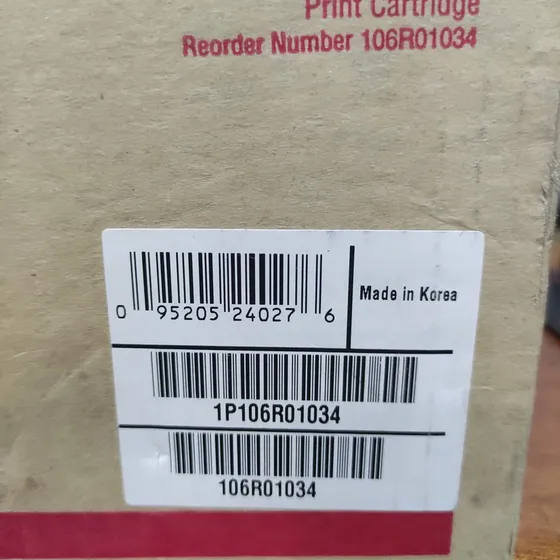 Print Cartridge
Reorder Number 106R01034
0 95205 24027 6
Made in Korea
1P106R01034
106R01034